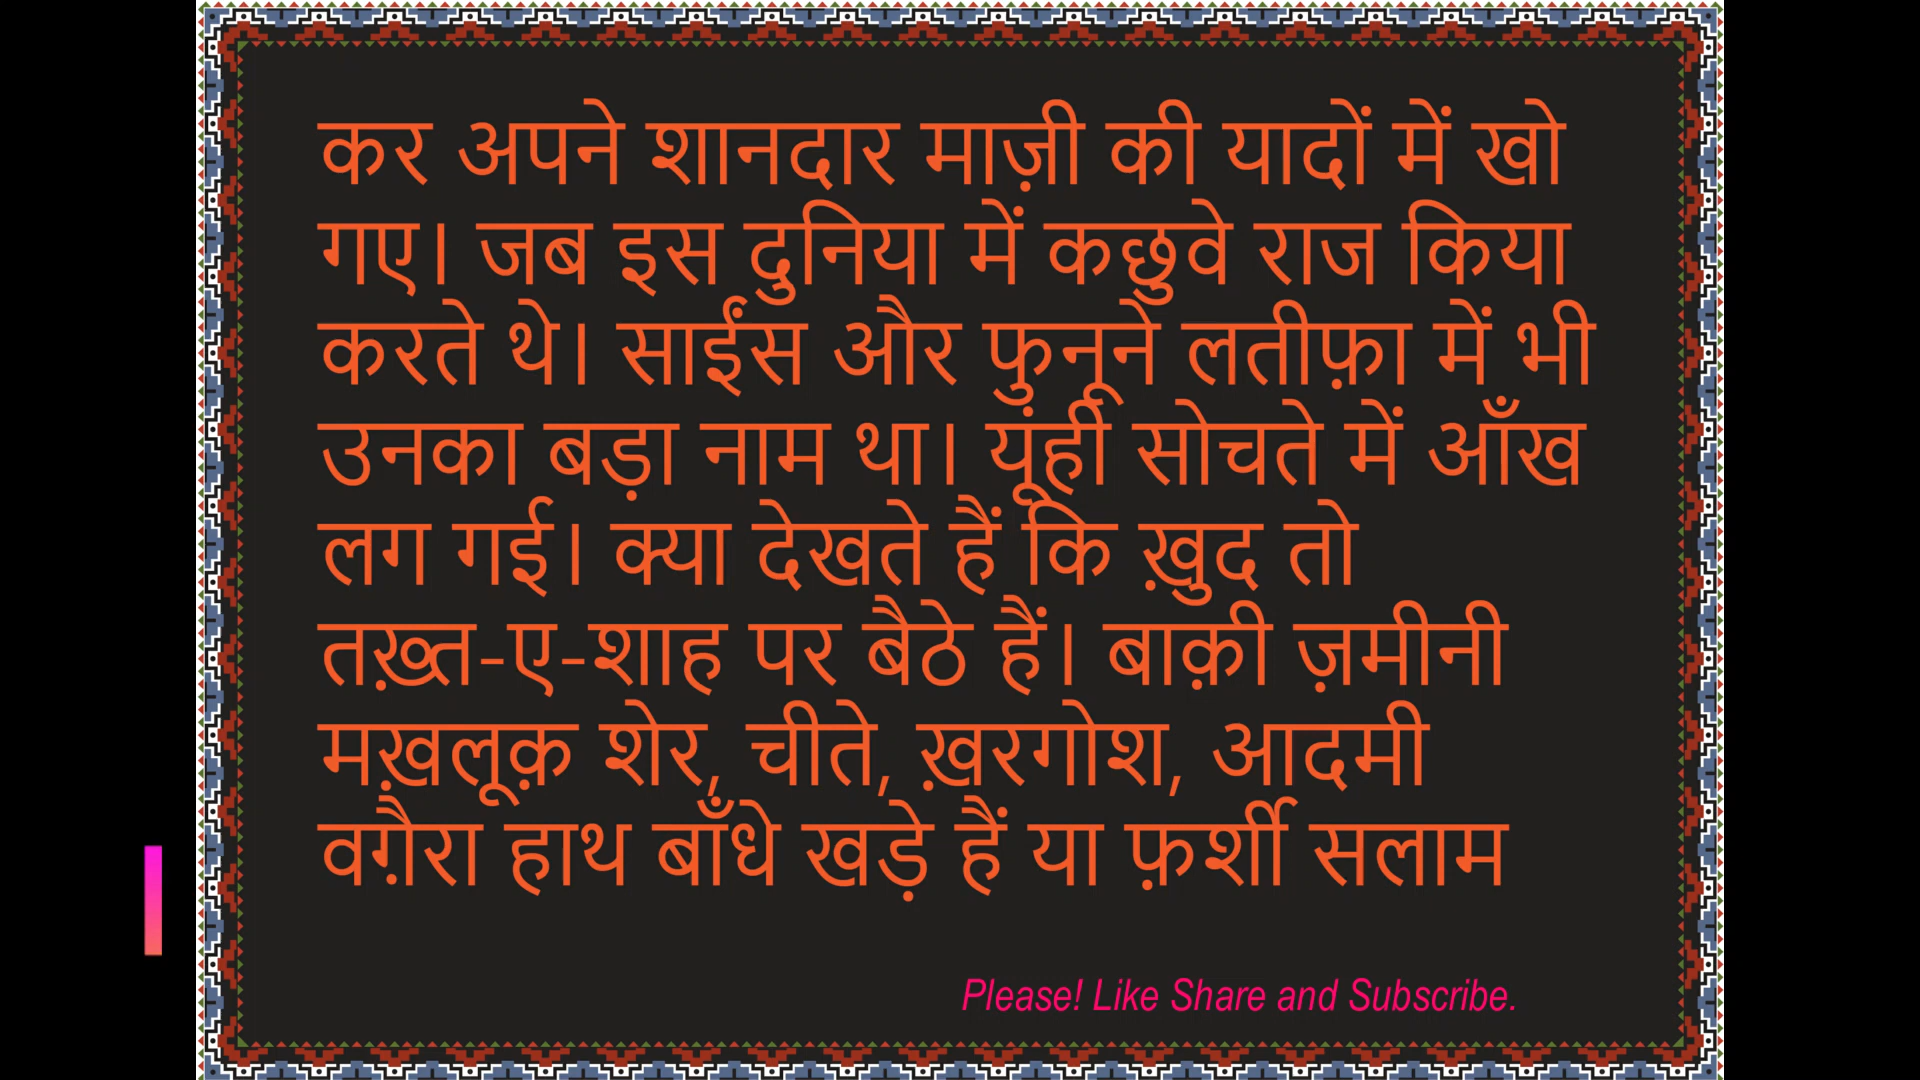 कर अपने शानदार माज़ी की यादों में खो
गए। जब इस दुनिया में कछुवे राज किया
करते थे। साईंस और फुनूने लतीफ़ा में भी
उनका बड़ा नाम था। यूंही सोचते में आँख
लग गई। क्या देखते हैं कि ख़ुद तो
तख़्त-ए-शाह पर बैठे हैं। बाक़ी ज़मीनी
मख़लूक़ शेर, चीते, ख़रगोश, आदमी
वग़ैरा हाथ बाँधे खड़े हैं या फ़र्शी सलाम
Please! Like Share and Subscribe.